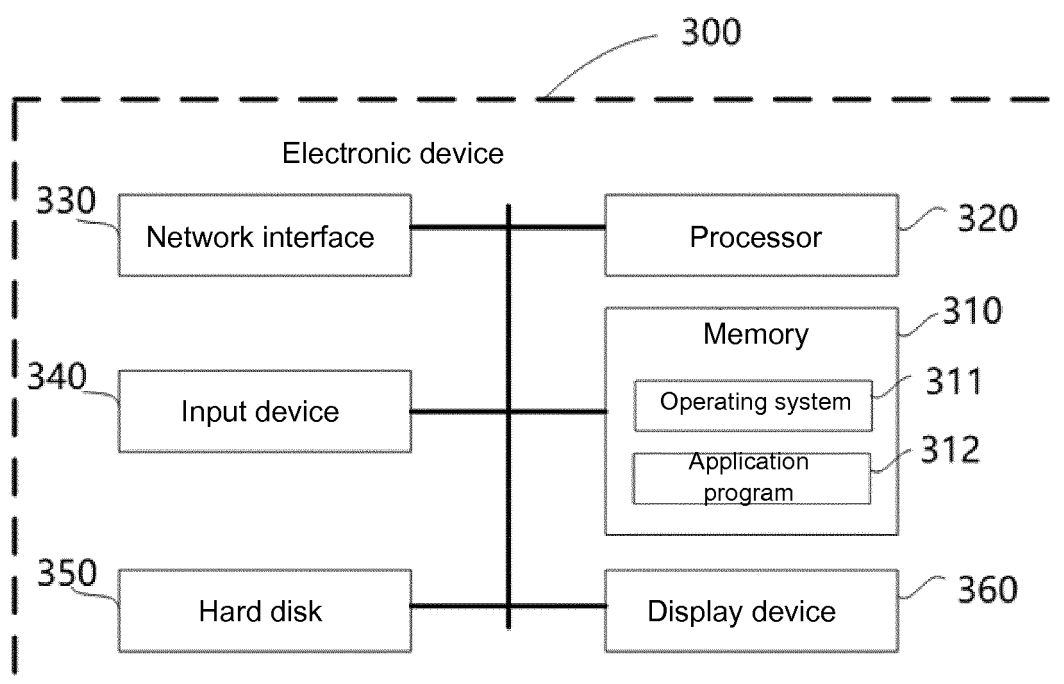 300
Electronic device
330
Network interface
Processor
320
310
Memory
340
Input device
311
Operating system
312
Application
program
350
Hard disk
Display device
360